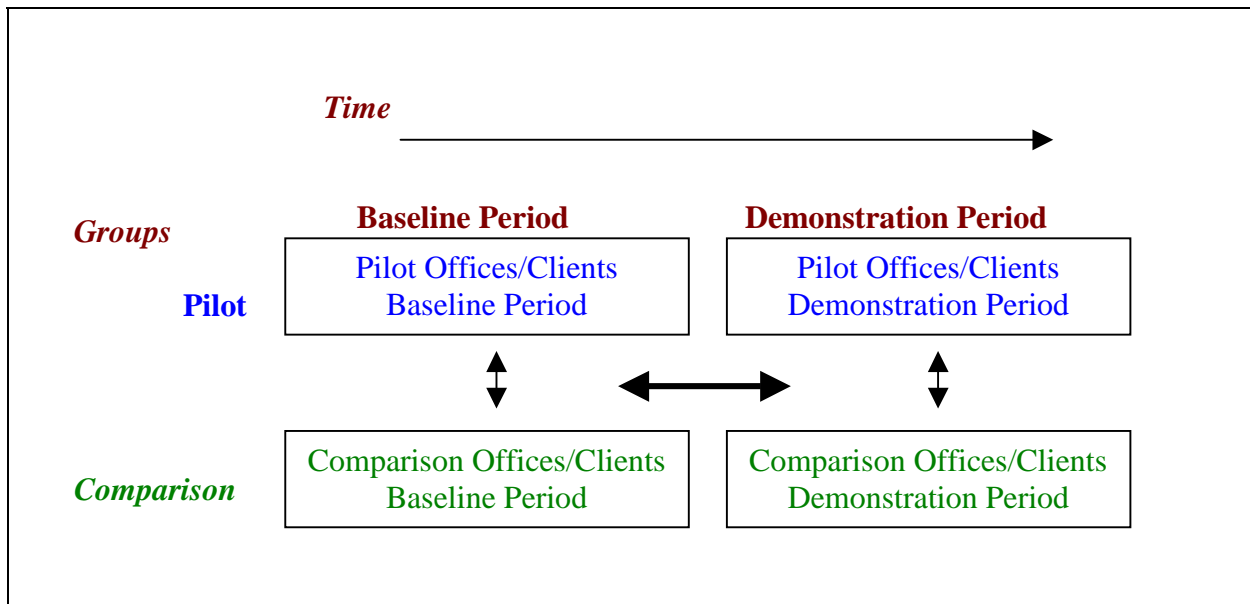 Time
Baseline Period
Demonstration Period
Groups
Pilot Offices/Clients
Baseline Period
Pilot Offices/Clients
Demonstration Period
Pilot
Comparison Offices/Clients
Baseline Period
Comparison Offices/Clients
Demonstration Period
Comparison